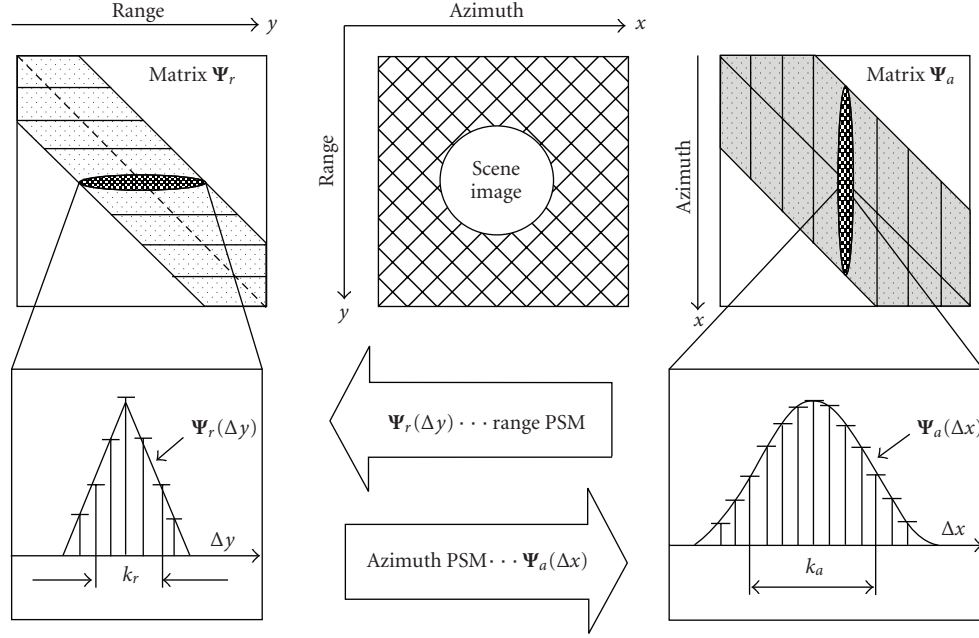 Range
y
Matrix Ψr
Azimuth
x
Range
y
Scene
image
Matrix Ψa
Azimuth
x
Ψr(Δy)
Δy
kr
Ψr(Δy) · · · range PSM
Azimuth PSM · · · Ψa(Δx)
Ψa(Δx)
Δx
ka